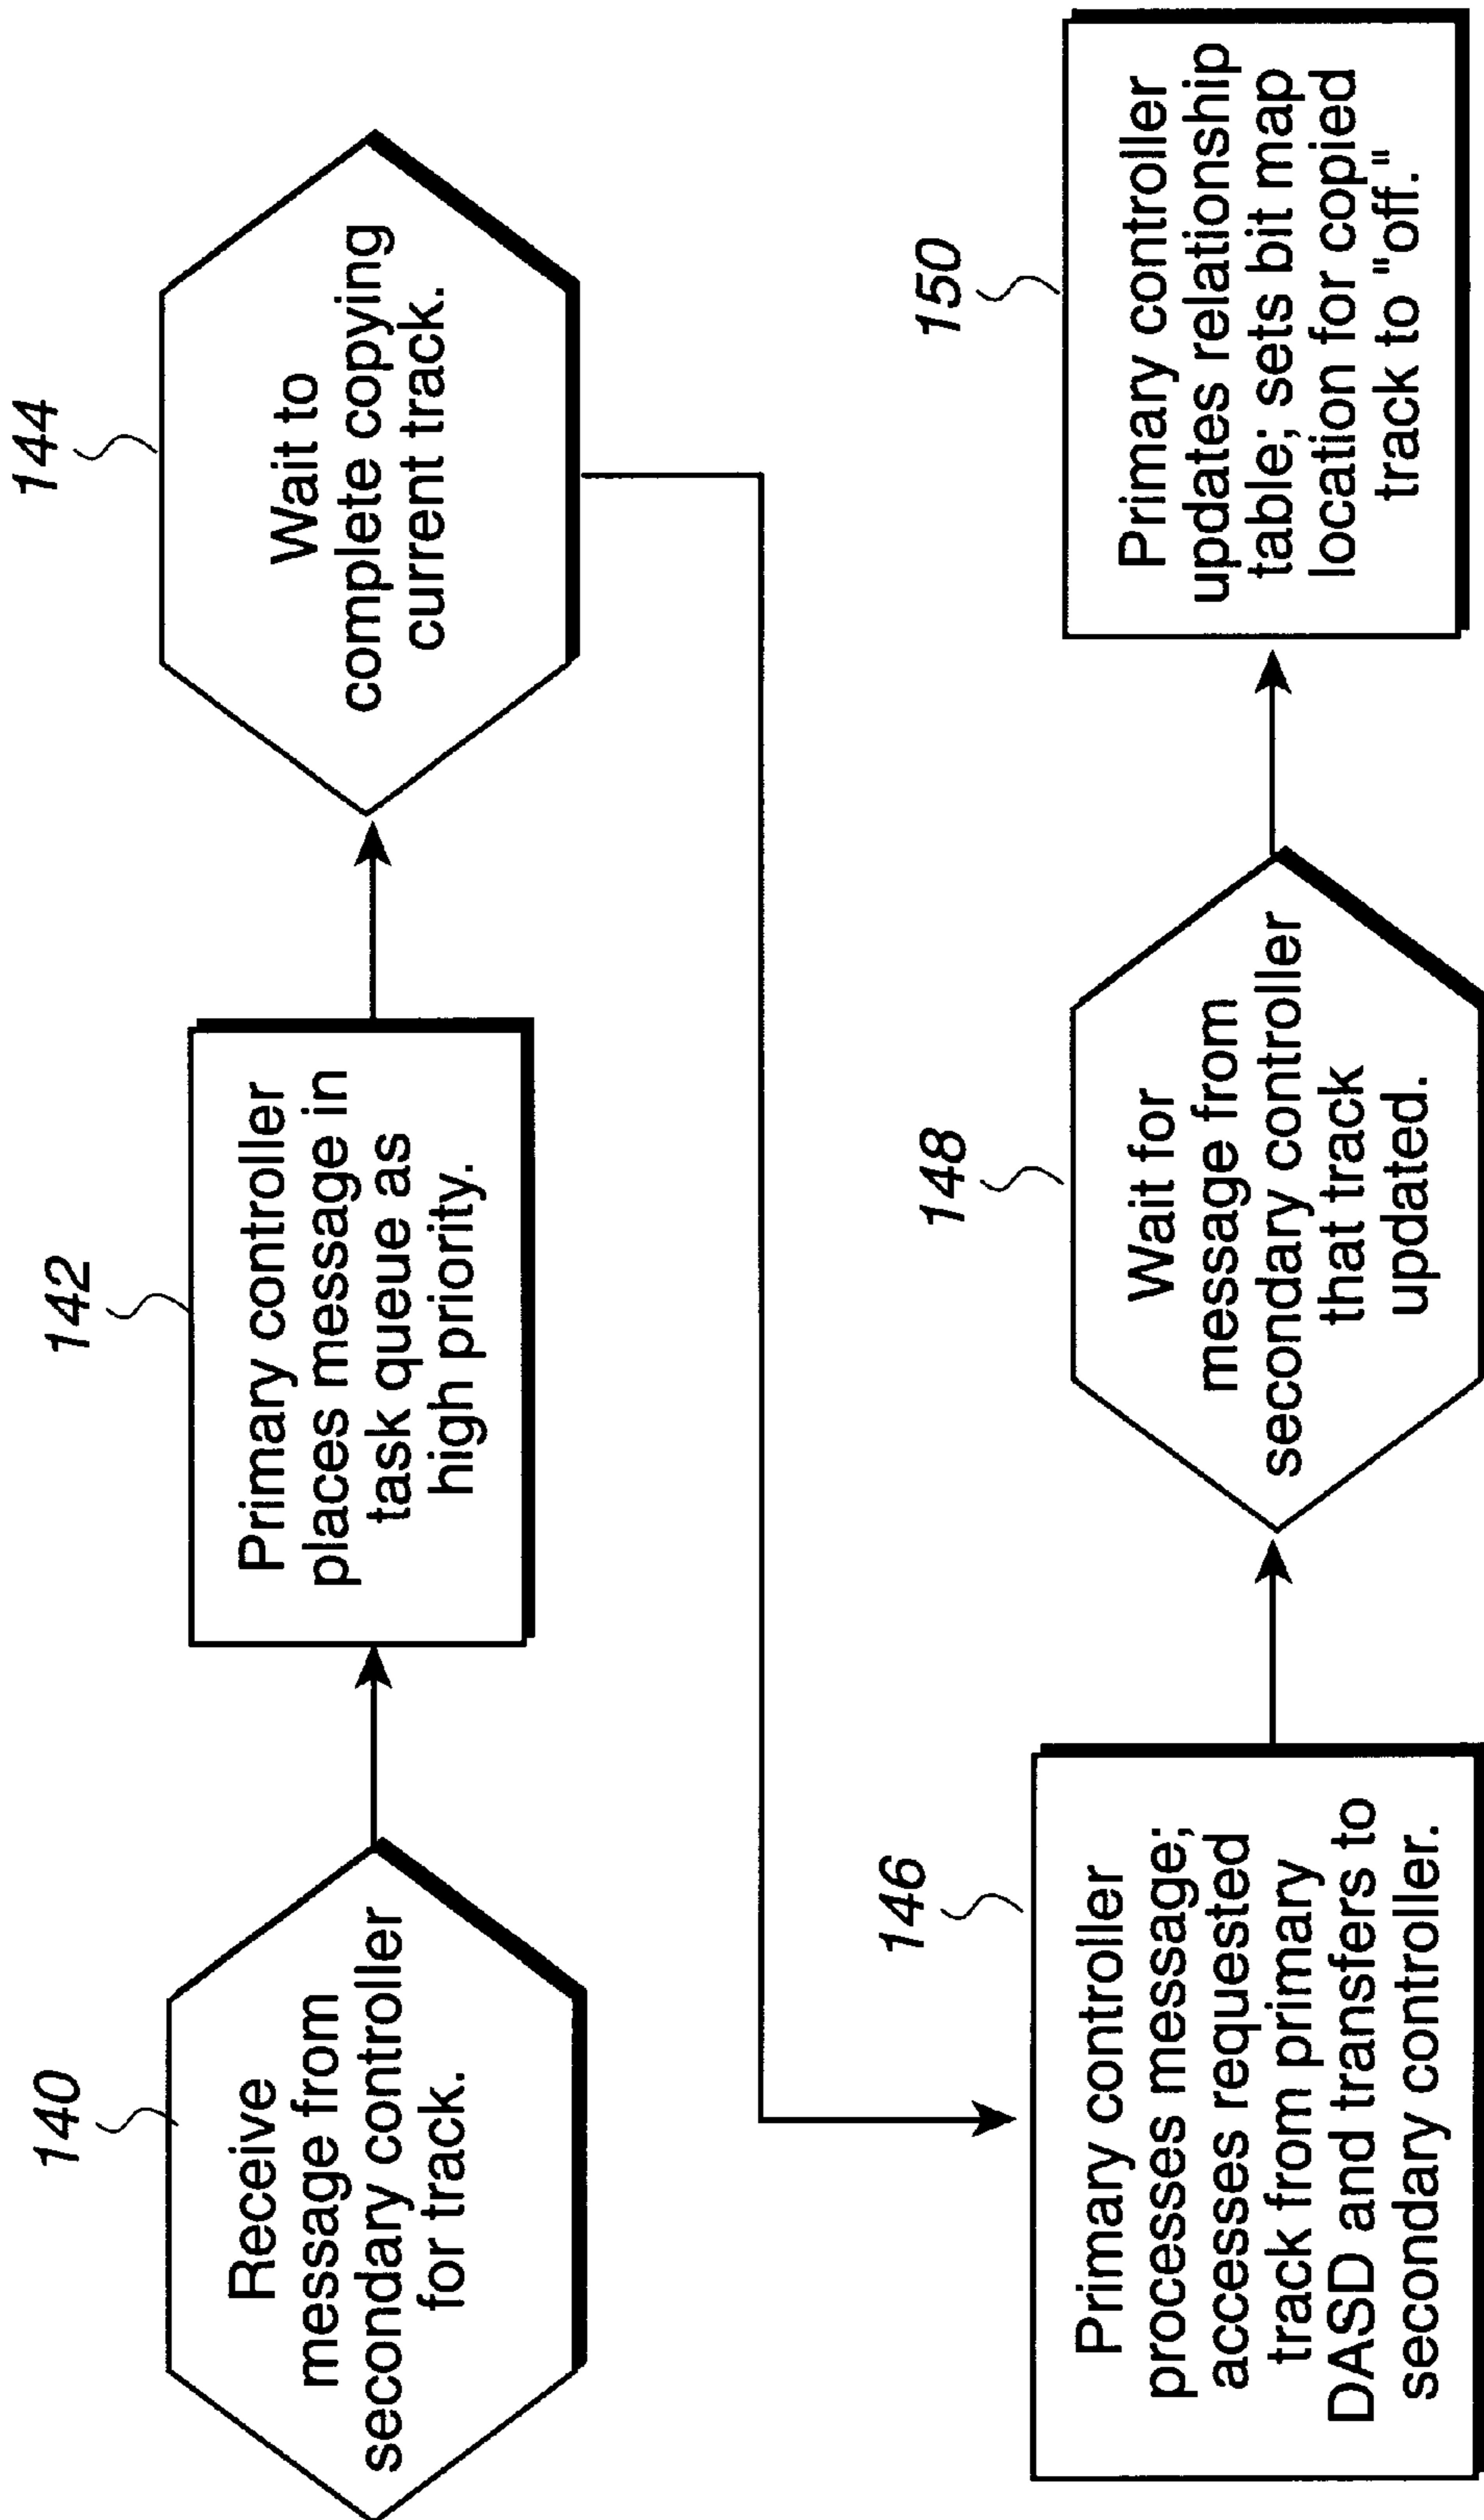 140
Receive
message from
secondary controller
for track.
142
Primary controller
places message in
task queue as
high priority.
144
Wait to
complete copying
current track.
146
Primary controller
processes message;
accesses requested
track from primary
DASD and transfers to
secondary controller.
148
Wait for
message from
secondary controller
that track
updated.
150
Primary controller
updates relationship
table; sets bit map
location for copied
track to "off."